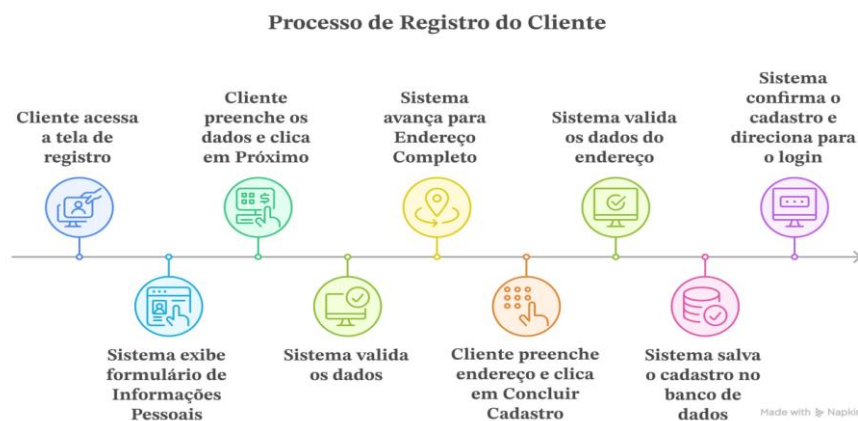 Processo de Registro do Cliente
Cliente acessa
a tela de
registro
Sistema exibe
formulário de
Informações
Pessoais
Cliente
preenche os
dados e clica
em Próximo
Sistema valida
os dados
Sistema
avança para
Endereço
Completo
Cliente preenche
endereço e clica
em Concluir
Cadastro
Sistema valida
os dados do
endereço
Sistema salva
o cadastro no
banco de
dados
Sistema
confirma o
cadastro e
direciona para
o login
Made with Napki